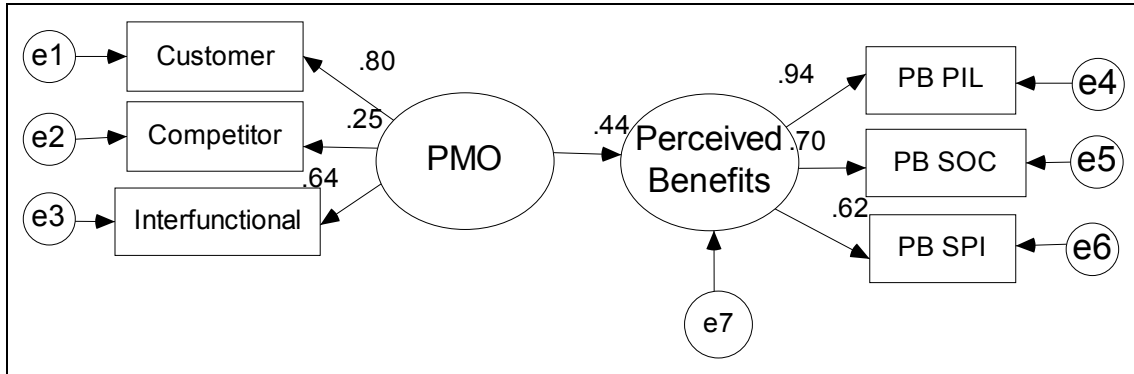 e1
Customer
.80
e2
Competitor
.25
e3
Interfunctional
.64
PMO
.44
Perceived
Benefits
.94
PB PIL
e4
.70
PB SOC
e5
.62
PB SPI
e6
e7